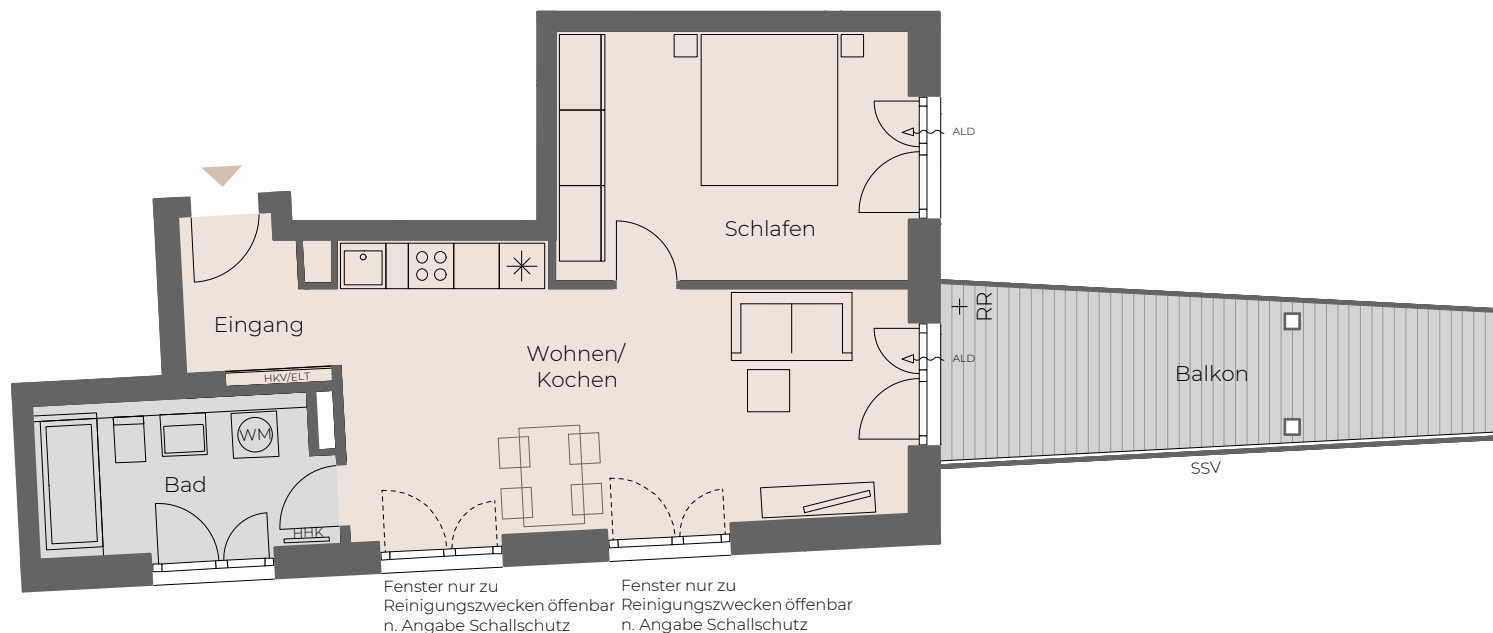 ALD
Schlafen
Eingang
RR
Wohnen/
Kochen
ALD
Balkon
HKV/ELT
WM
Bad
SSV
HHK
Fenster nur zu
Reinigungszwecken öffenbar
n. Angabe Schallschutz
Fenster nur zu
Reinigungszwecken öffenbar
n. Angabe Schallschutz